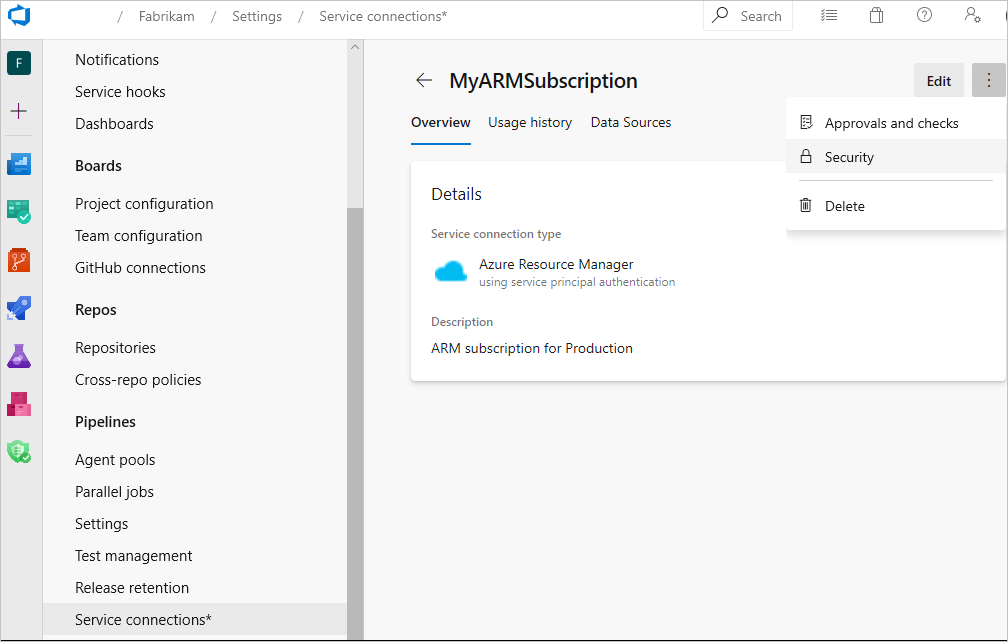 / Fabrikam / Settings / Service connections*
Search
F
Notifications
Service hooks
Dashboards
Boards
Project configuration
Team configuration
GitHub connections
Repos
Repositories
Cross-repo policies
Pipelines
Agent pools
Parallel jobs
Settings
Test management
Release retention
Service connections*
MyARMSubscription
Edit
Overview Usage history Data Sources
Approvals and checks
Security
Delete
Details
Service connection type
Azure Resource Manager
using service principal authentication
Description
ARM subscription for Production